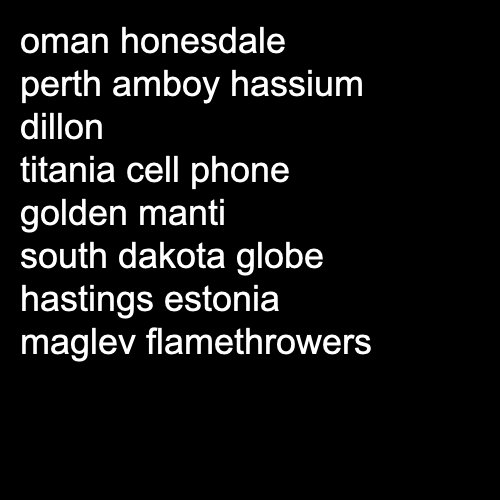 oman honesdale
perth amboy hassium
dillon
titania cell phone
golden manti
south dakota globe
hastings estonia
maglev flamethrowers